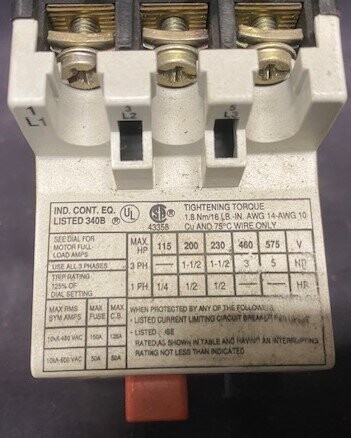 1
L1
3
L2
5
L3
IND. CONT. EQ.
LISTED 340B
UL
SA
43358
TIGHTENING TORQUE
1.8 Nm/16 LB.-IN. AWG 14-AWG 10
Cu AND 75°C WIRE ONLY
SEE DIAL FOR
MOTOR FULL-
LOAD AMPS
MAX. HP 115 200 230 460 575 V
USE ALL 3 PHASES
3 PH — 1-1/2 1-1/2 3 5 HP
TRIP RATING
125% OF
DIAL SETTING
1 PH 1/4 1/2 1/2 — — HP
MAX RMS SYM AMPS MAX FUSE MAX C.B.
10kA-480 VAC 150A 125A
10kA-600 VAC 50A 50A
WHEN PROTECTED BY ANY OF THE FOLLOWING
- LISTED CURRENT LIMITING CIRCUIT BREAKER
- LISTED
RATED AS SHOWN IN TABLE AND HAVING AN INTERRUPTING
RATING NOT LESS THAN INDICATED